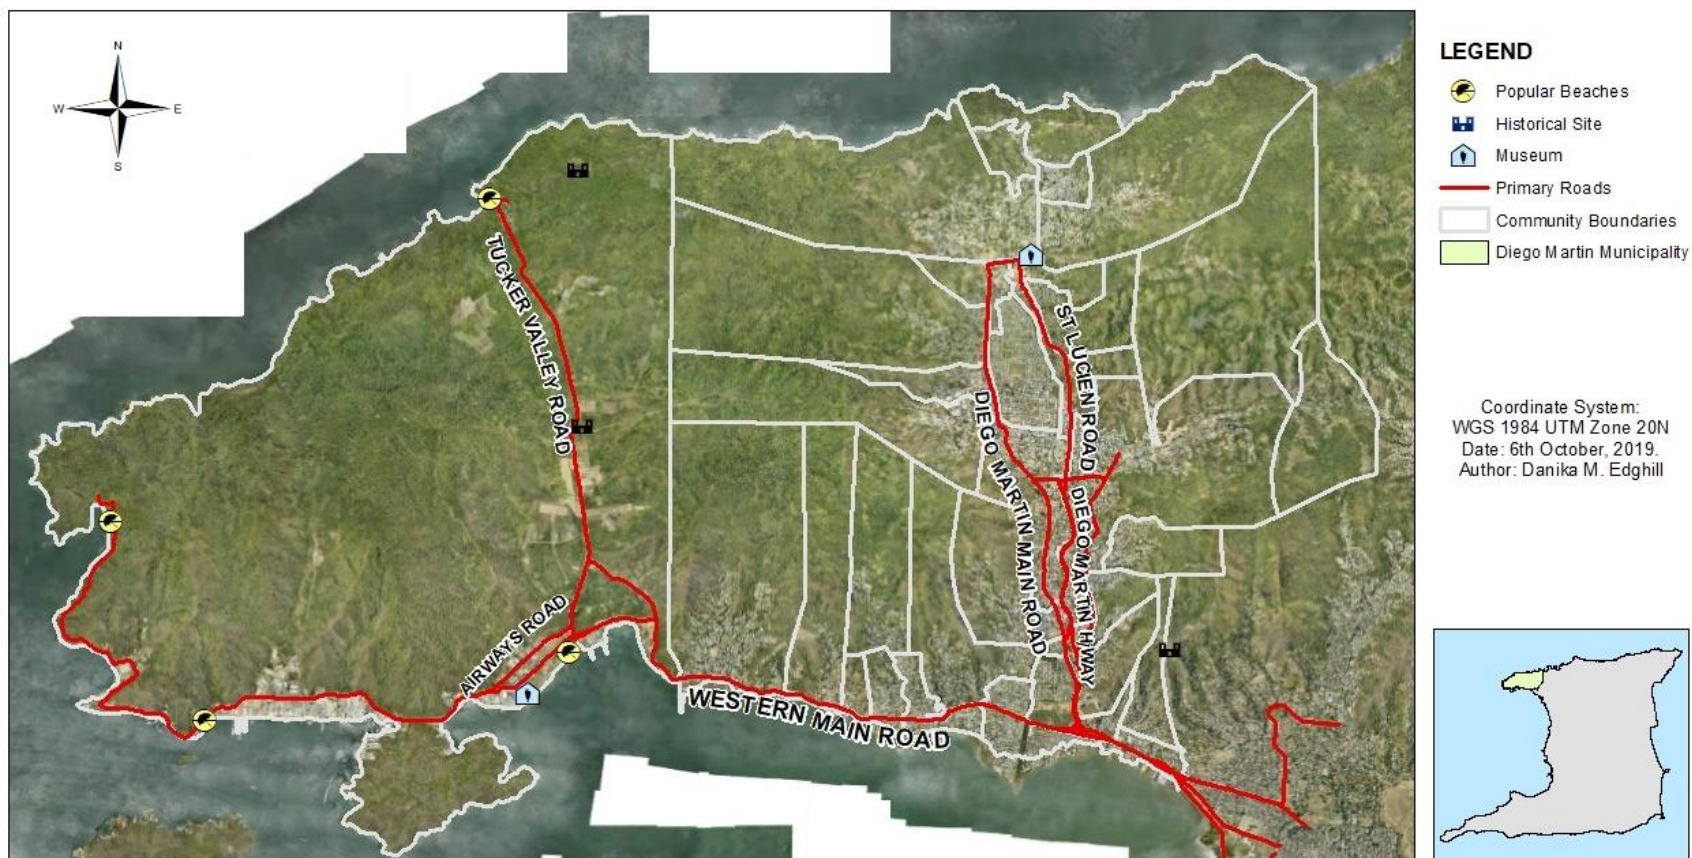 N
W E
S
TUCKER VALLEY ROAD
ST LUCIEN ROAD
DIEGO MARTIN MAIN ROAD
DIEGO MARTIN H/WAY
AIRWAYS ROAD
WESTERN MAIN ROAD
LEGEND
Popular Beaches
Historical Site
Museum
Primary Roads
Community Boundaries
Diego Martin Municipality
Coordinate System:
WGS 1984 UTM Zone 20N
Date: 6th October, 2019.
Author: Danika M. Edghill